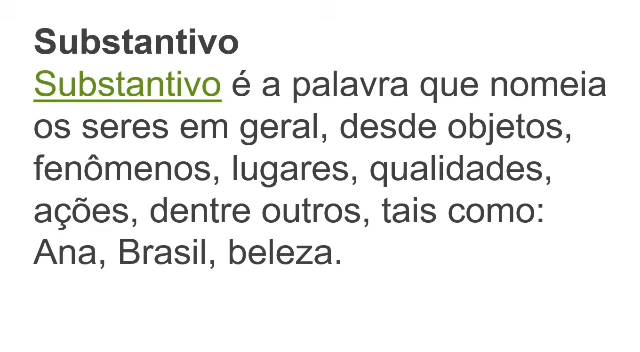 Substantivo
Substantivo é a palavra que nomeia
os seres em geral, desde objetos,
fenômenos, lugares, qualidades,
ações, dentre outros, tais como:
Ana, Brasil, beleza.